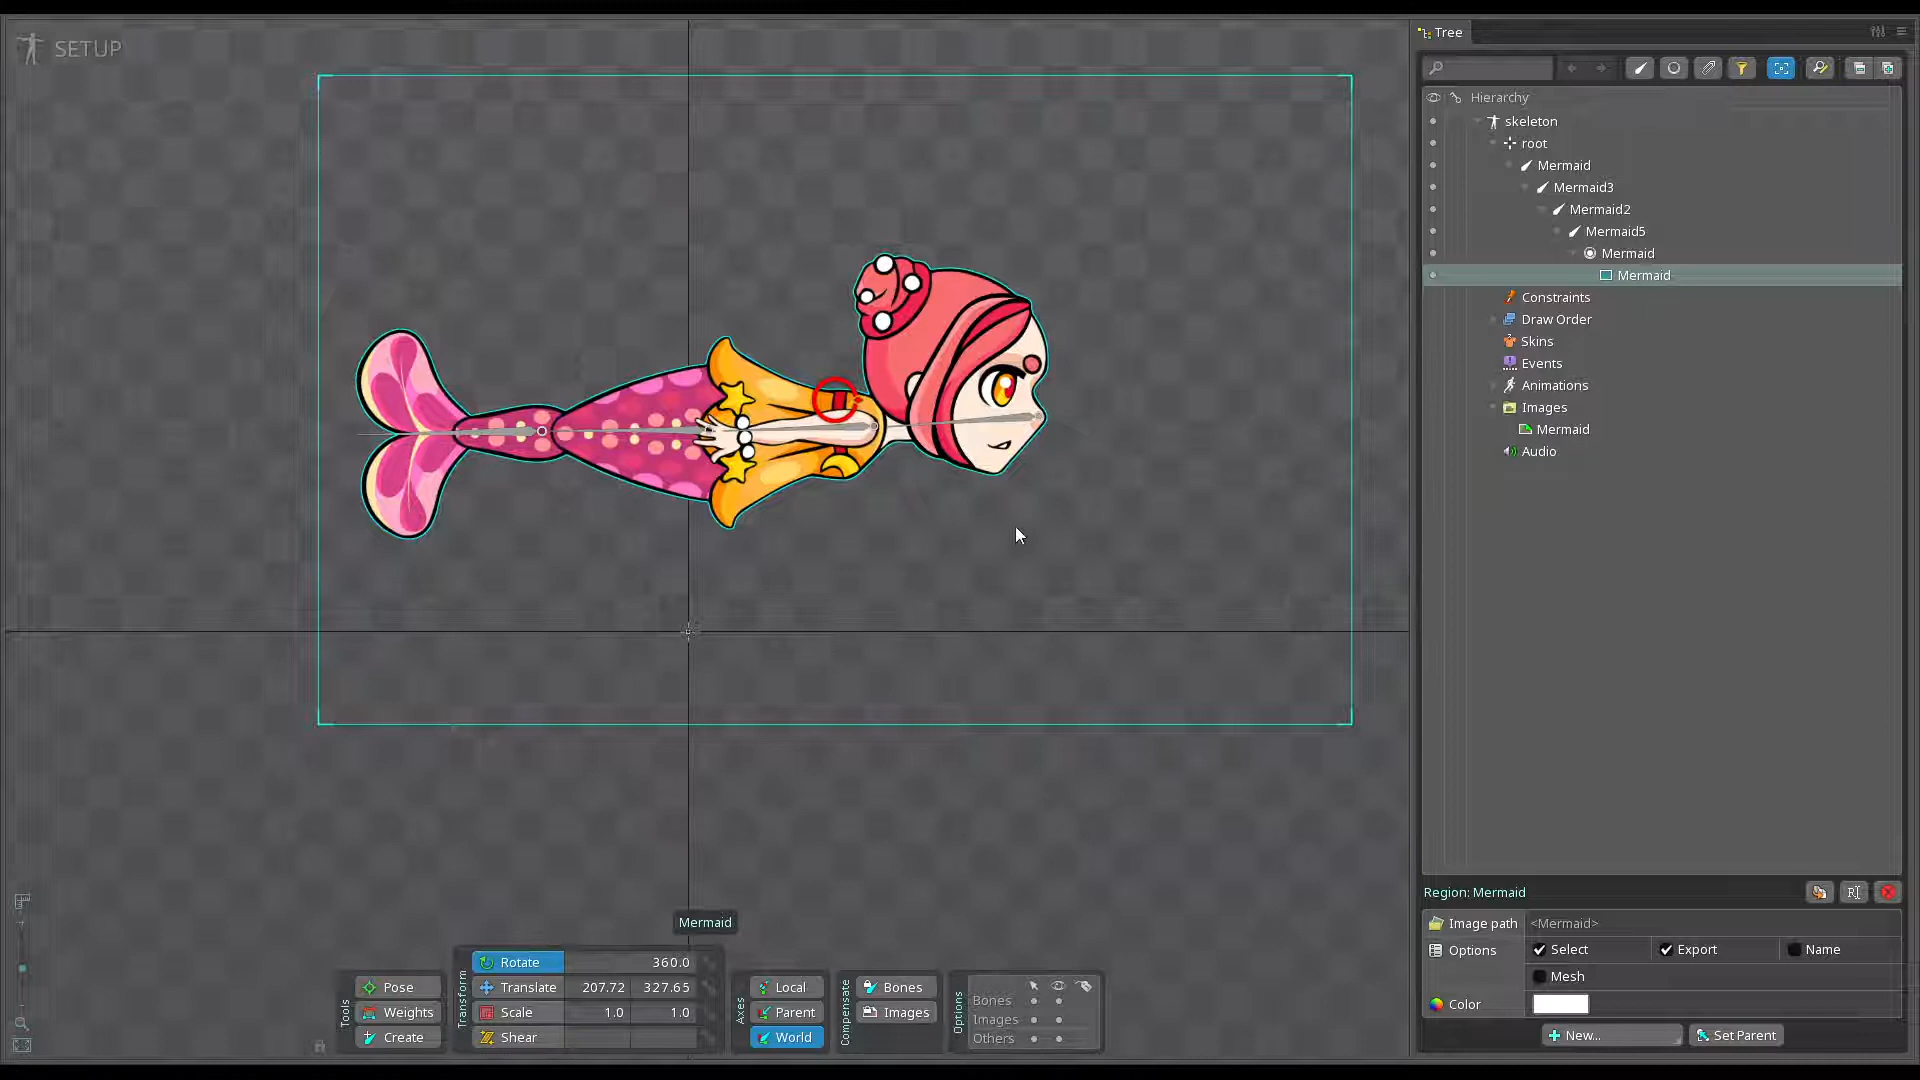 SETUP
Tree
Hierarchy
skeleton
root
Mermaid
Mermaid3
Mermaid2
Mermaid5
Mermaid
Mermaid
Constraints
Draw Order
Skins
Events
Animations
Images
Mermaid
Audio
Region: Mermaid
Image path <Mermaid>
Options Select Export Name
Mesh
Color
New... Set Parent
Mermaid
Tools
Pose
Weights
Create
Transform
Rotate 360.0
Translate 207.72 327.65
Scale 1.0 1.0
Shear
Axes
Local
Parent
World
Compensate
Bones
Images
Options
Bones
Images
Others